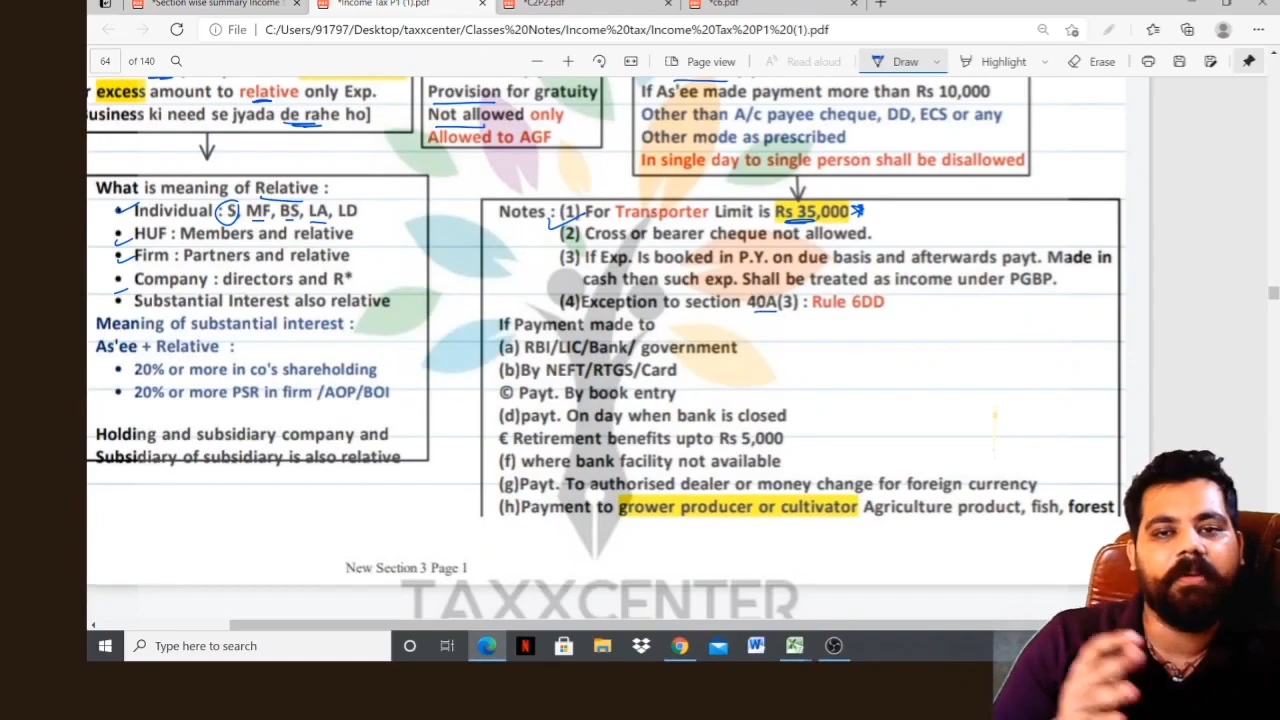 *Section wise summary Income
*Income Tax P1 (1).pdf
*C2P2.pdf
*c6.pdf
File
C:/Users/91797/Desktop/taxxcenter/Classes%20Notes/Income%20tax/Income%20Tax%20P1%20(1).pdf
64 of 140
Page view
Read aloud
Draw
Highlight
Erase
r excess amount to relative only Exp.
Business ki need se jyada de rahe ho]
Provision for gratuity
Not allowed only
Allowed to AGF
If As'ee made payment more than Rs 10,000
Other than A/c payee cheque, DD, ECS or any
Other mode as prescribed
In single day to single person shall be disallowed
What is meaning of Relative :
• Individual : S, MF, BS, LA, LD
• HUF : Members and relative
• Firm : Partners and relative
• Company : directors and R*
• Substantial Interest also relative
Meaning of substantial interest :
As'ee + Relative :
• 20% or more in co's shareholding
• 20% or more PSR in firm /AOP/BOI
Holding and subsidiary company and
Subsidiary of subsidiary is also relative
Notes : (1) For Transporter Limit is Rs 35,000
(2) Cross or bearer cheque not allowed.
(3) If Exp. Is booked in P.Y. on due basis and afterwards payt. Made in
cash then such exp. Shall be treated as income under PGBP.
(4)Exception to section 40A(3) : Rule 6DD
If Payment made to
(a) RBI/LIC/Bank/ government
(b)By NEFT/RTGS/Card
© Payt. By book entry
(d)payt. On day when bank is closed
€ Retirement benefits upto Rs 5,000
(f) where bank facility not available
(g)Payt. To authorised dealer or money change for foreign currency
(h)Payment to grower producer or cultivator Agriculture product, fish, forest
New Section 3 Page 1
TAXXCENTER
Type here to search